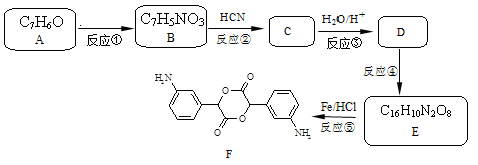 C₇H₆O
A
反应①
C₇H₅NO₃
B
HCN
反应②
C
H₂O/H⁺
反应③
D
反应④
C₁₆H₁₀N₂O₈
E
Fe/HCl
反应⑤
H₂N
O
O
O
O
NH₂
F